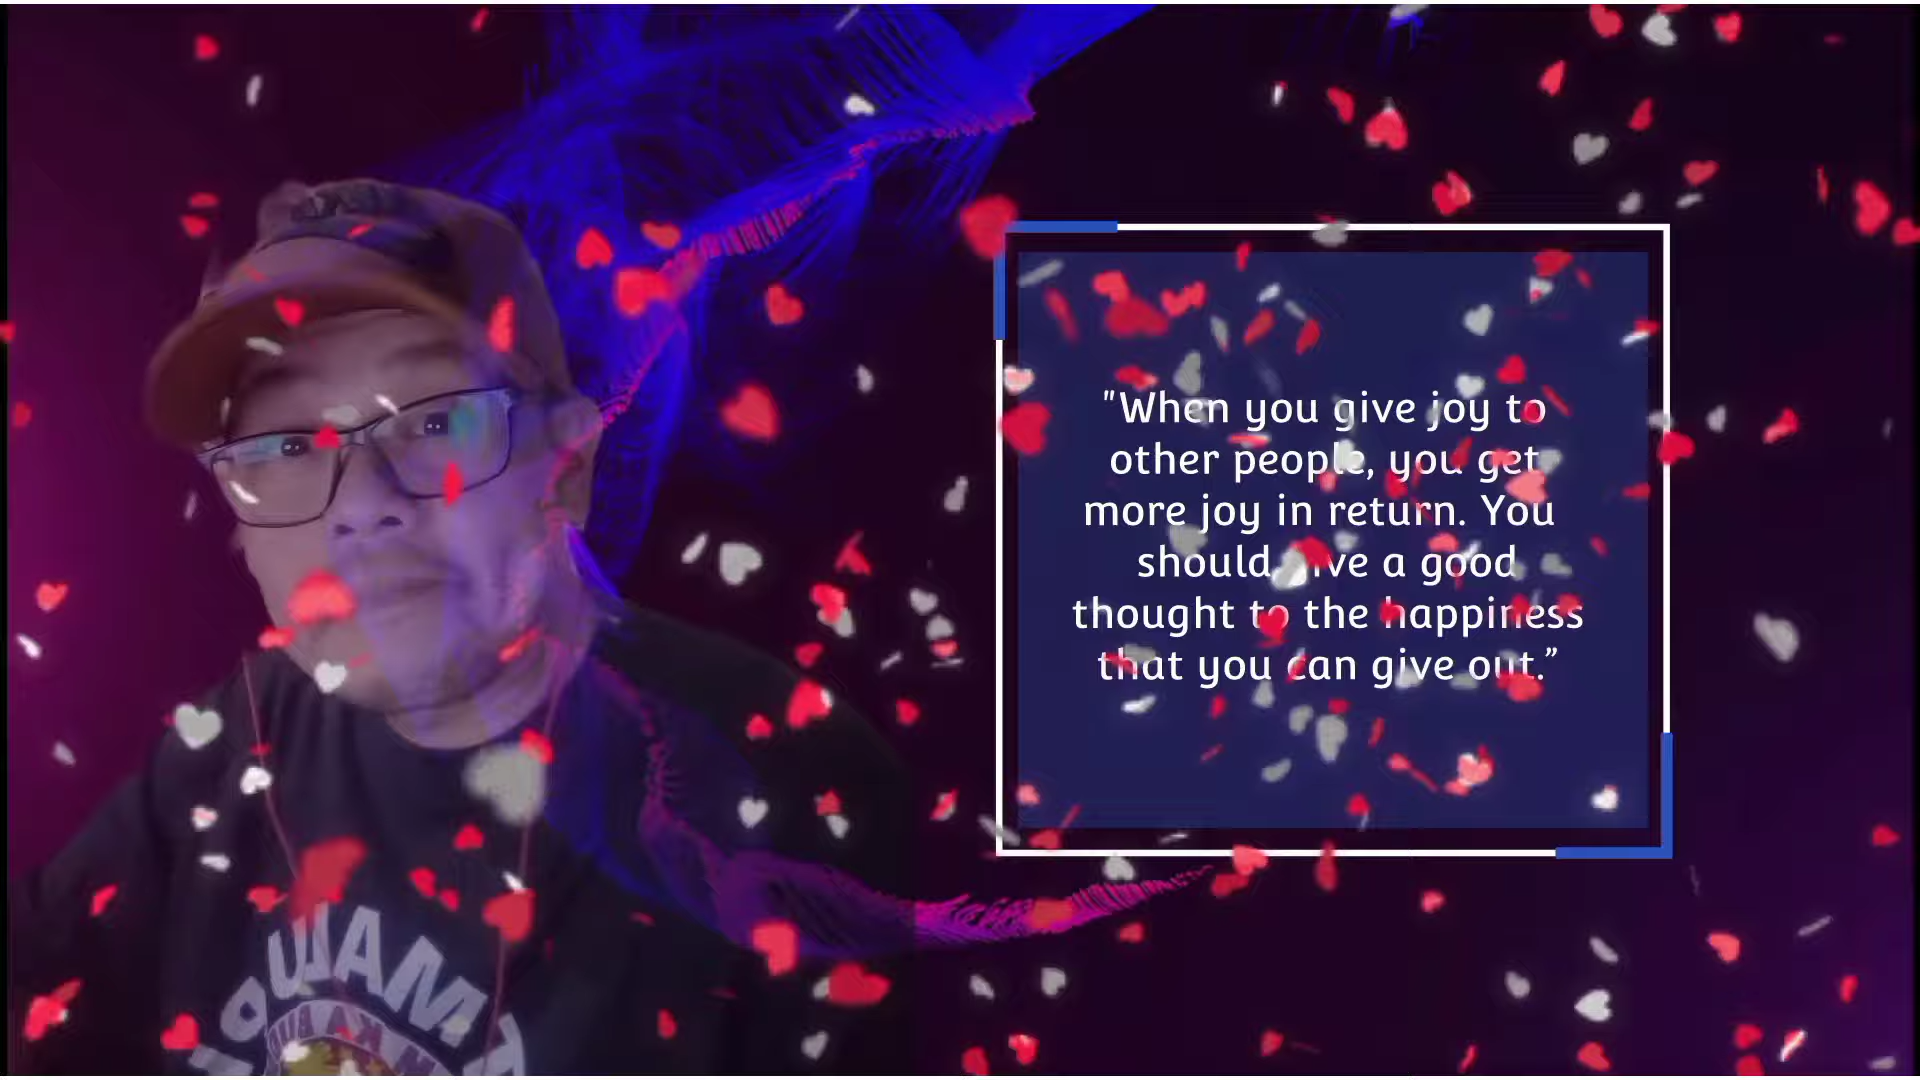 "When you give joy to
other people, you get
more joy in return. You
should give a good
thought to the happiness
that you can give out.”